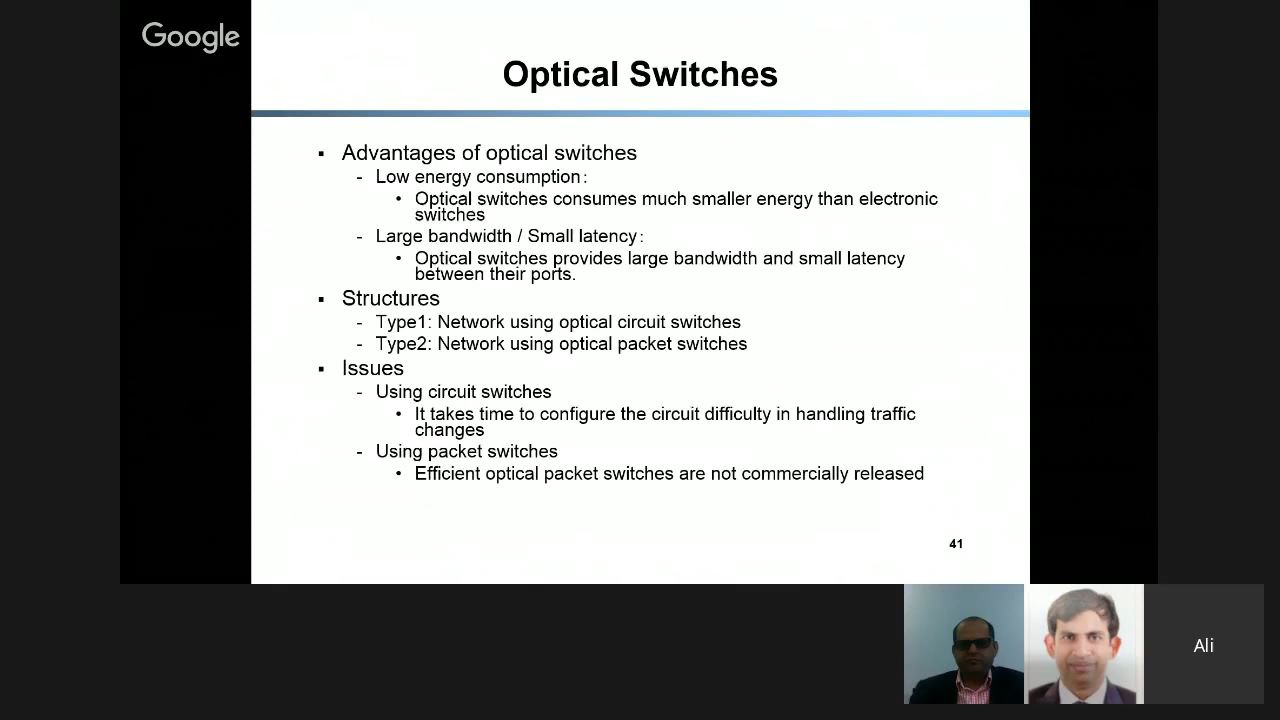 Google
Optical Switches
▪ Advantages of optical switches
- Low energy consumption:
• Optical switches consumes much smaller energy than electronic
switches
- Large bandwidth / Small latency:
• Optical switches provides large bandwidth and small latency
between their ports.
▪ Structures
- Type1: Network using optical circuit switches
- Type2: Network using optical packet switches
▪ Issues
- Using circuit switches
• It takes time to configure the circuit difficulty in handling traffic
changes
- Using packet switches
• Efficient optical packet switches are not commercially released
41
Ali